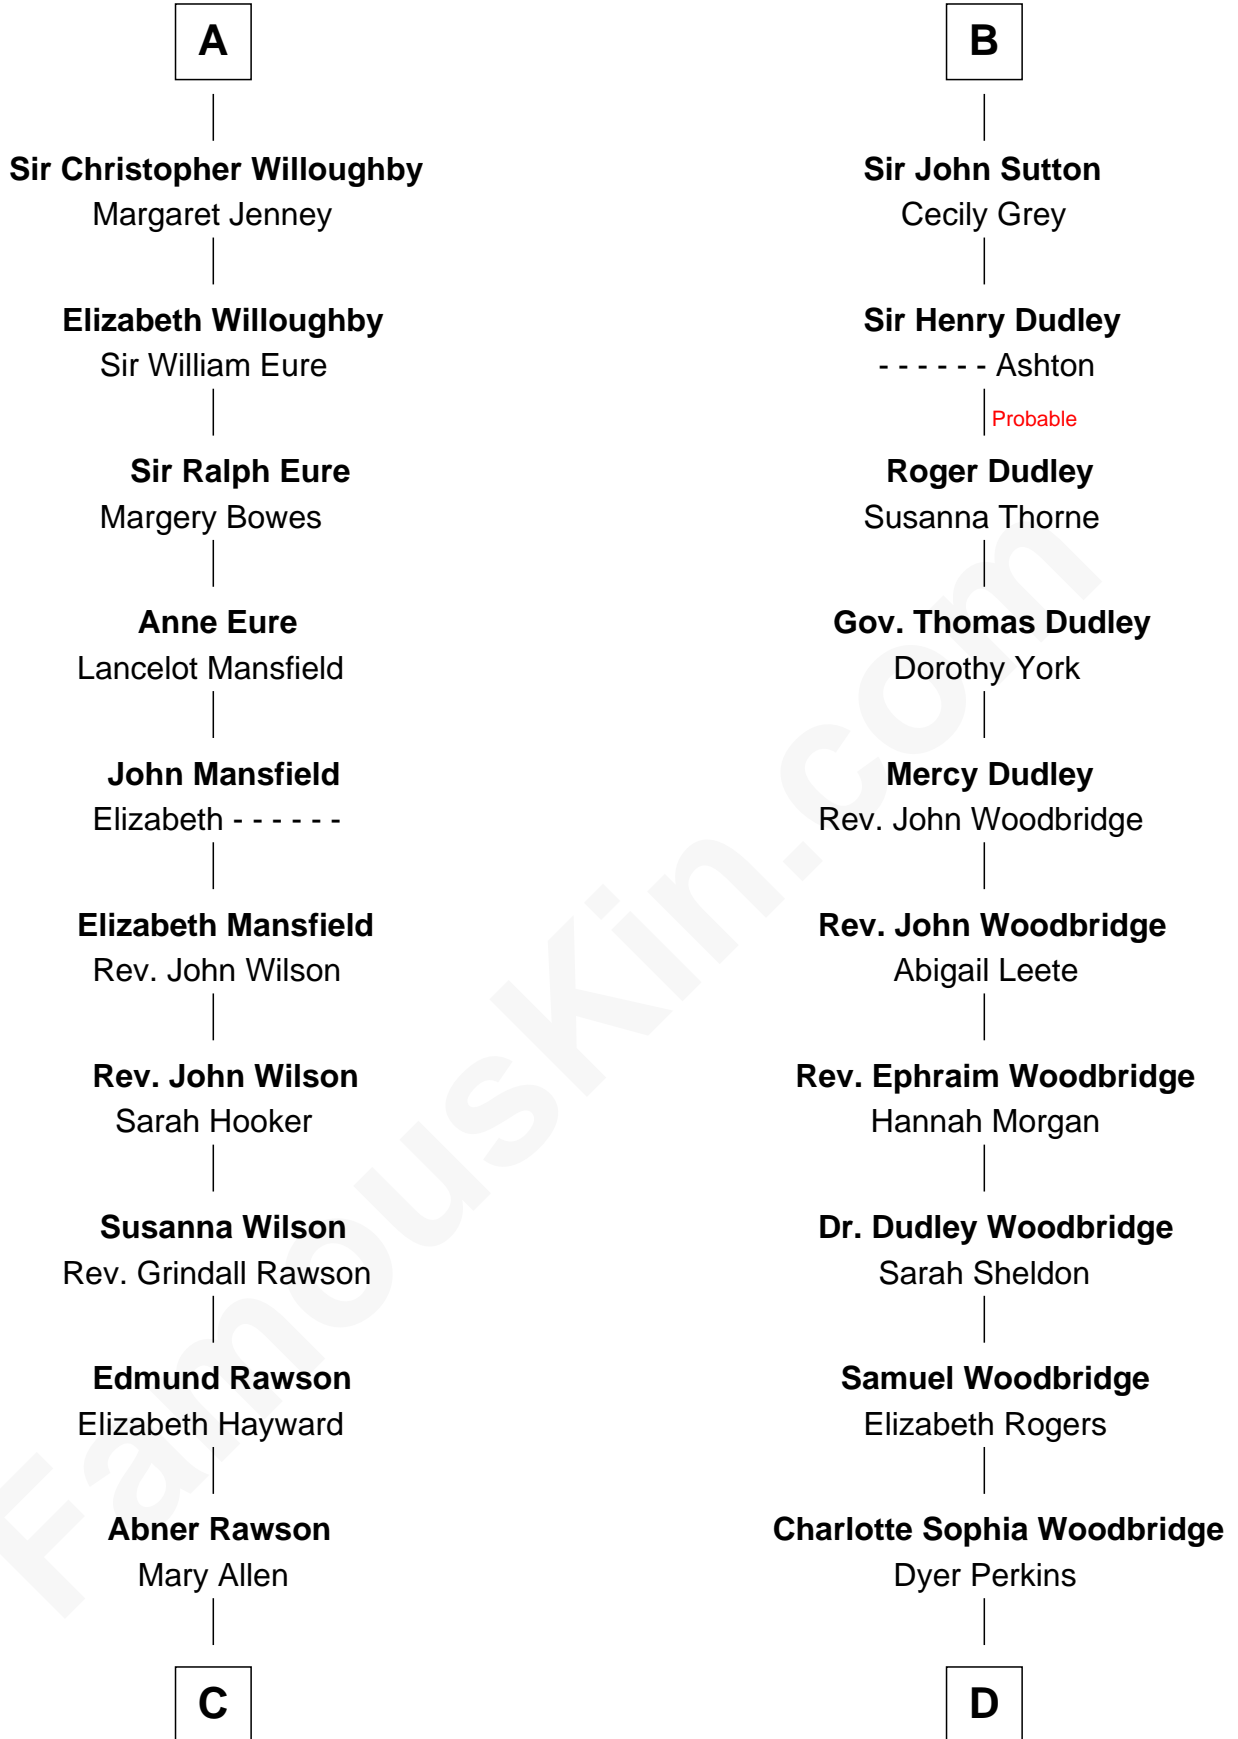 A
Sir Christopher Willoughby
Margaret Jenney
Elizabeth Willoughby
Sir William Eure
Sir Ralph Eure
Margery Bowes
Anne Eure
Lancelot Mansfield
John Mansfield
Elizabeth - - - - - -
Elizabeth Mansfield
Rev. John Wilson
Rev. John Wilson
Sarah Hooker
Susanna Wilson
Rev. Grindall Rawson
Edmund Rawson
Elizabeth Hayward
Abner Rawson
Mary Allen
C
B
Sir John Sutton
Cecily Grey
Sir Henry Dudley
- - - - - - Ashton
Probable
Roger Dudley
Susanna Thorne
Gov. Thomas Dudley
Dorothy York
Mercy Dudley
Rev. John Woodbridge
Rev. John Woodbridge
Abigail Leete
Rev. Ephraim Woodbridge
Hannah Morgan
Dr. Dudley Woodbridge
Sarah Sheldon
Samuel Woodbridge
Elizabeth Rogers
Charlotte Sophia Woodbridge
Dyer Perkins
D
FamousKin.com